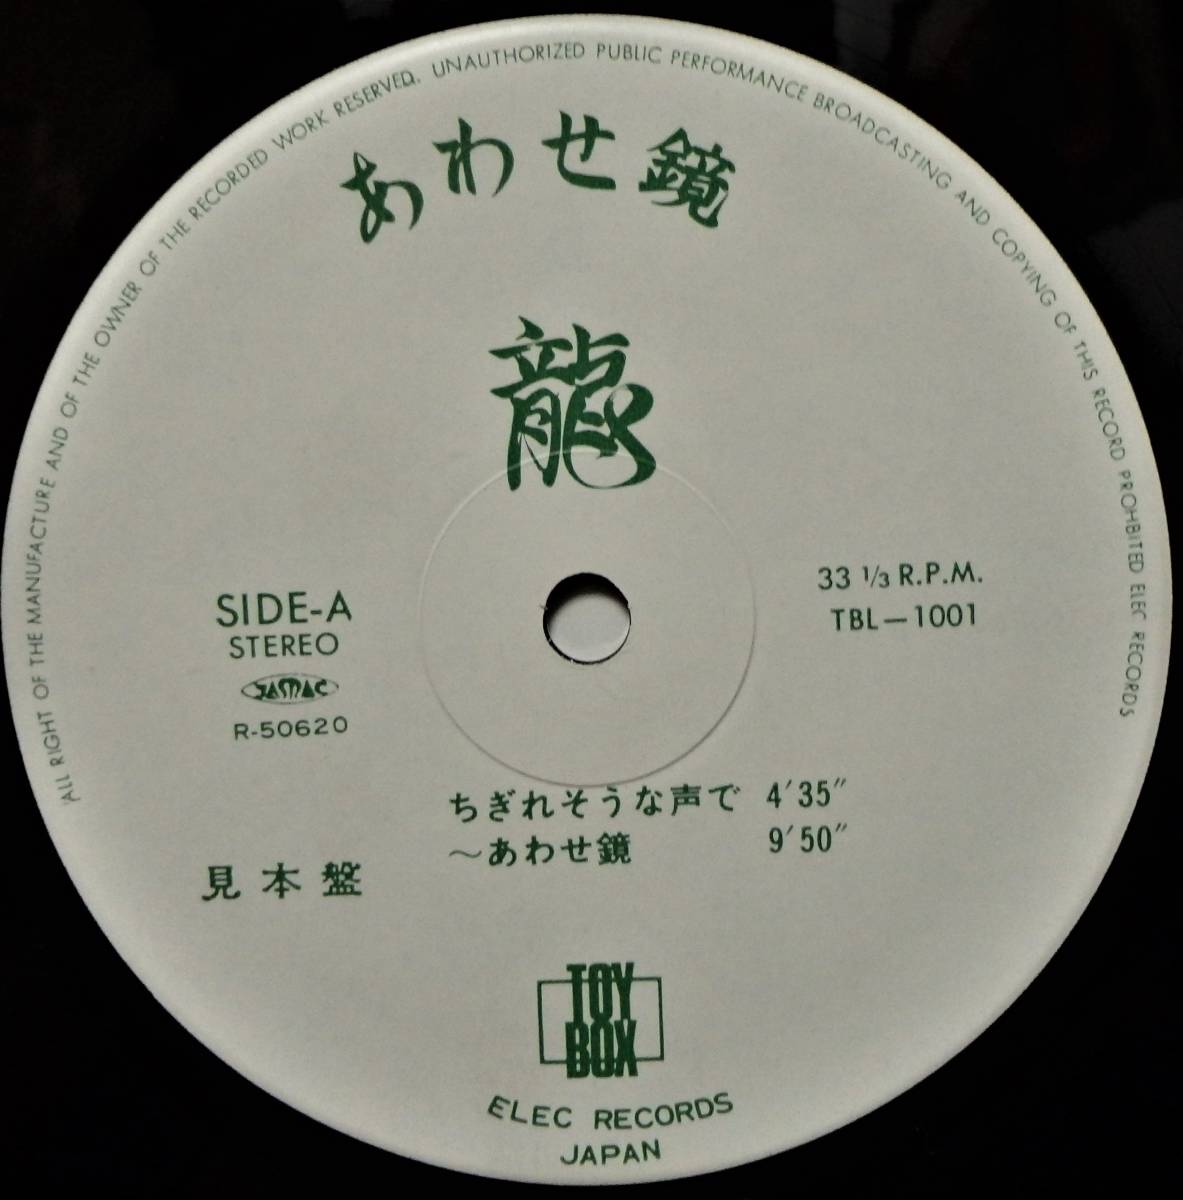 ALL RIGHT OF THE MANUFACTURE AND OF THE OWNER OF THE RECORDED WORK RESERVED. UNAUTHORIZED PUBLIC PERFORMANCE BROADCASTING AND COPYING OF THIS RECORD PROHIBITED ELEC RECORDS
あわせ鏡
龍
SIDE-A
STEREO
JASRAC
R-50620
33 1/3 R.P.M.
TBL—1001
ちぎれそうな声で 4′35″
～あわせ鏡 9′50″
見本盤
TOY
BOX
ELEC RECORDS
JAPAN